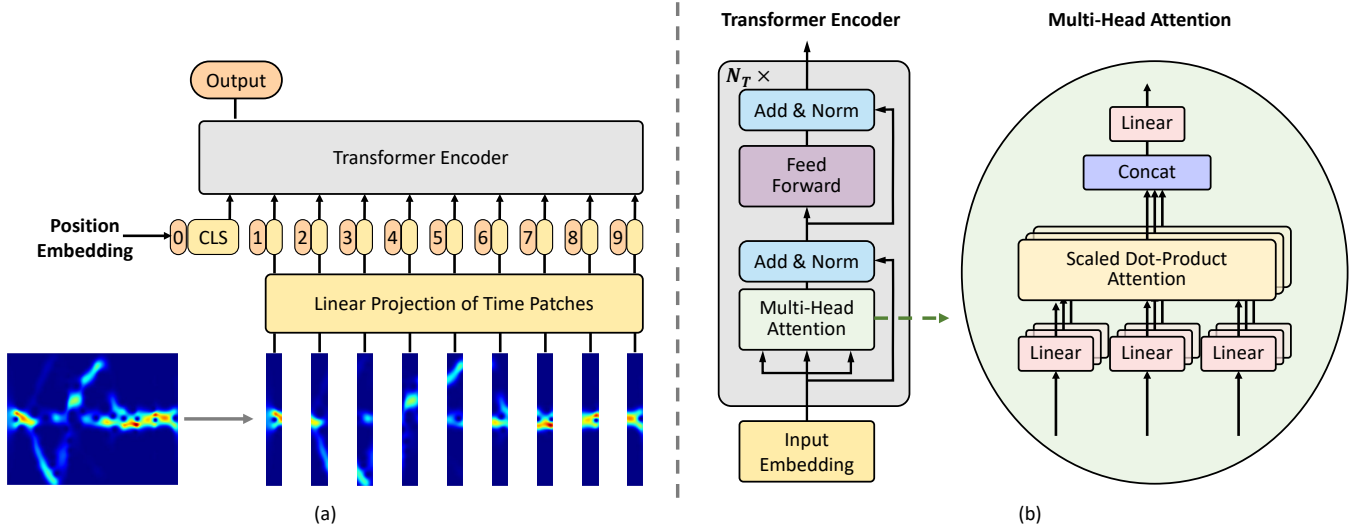 Output
Transformer Encoder
Position
Embedding
0 CLS 1 2 3 4 5 6 7 8 9
Linear Projection of Time Patches
(a)
Transformer Encoder
N_T ×
Add & Norm
Feed
Forward
Add & Norm
Multi-Head
Attention
Input
Embedding
Multi-Head Attention
Linear
Concat
Scaled Dot-Product
Attention
Linear Linear Linear
(b)